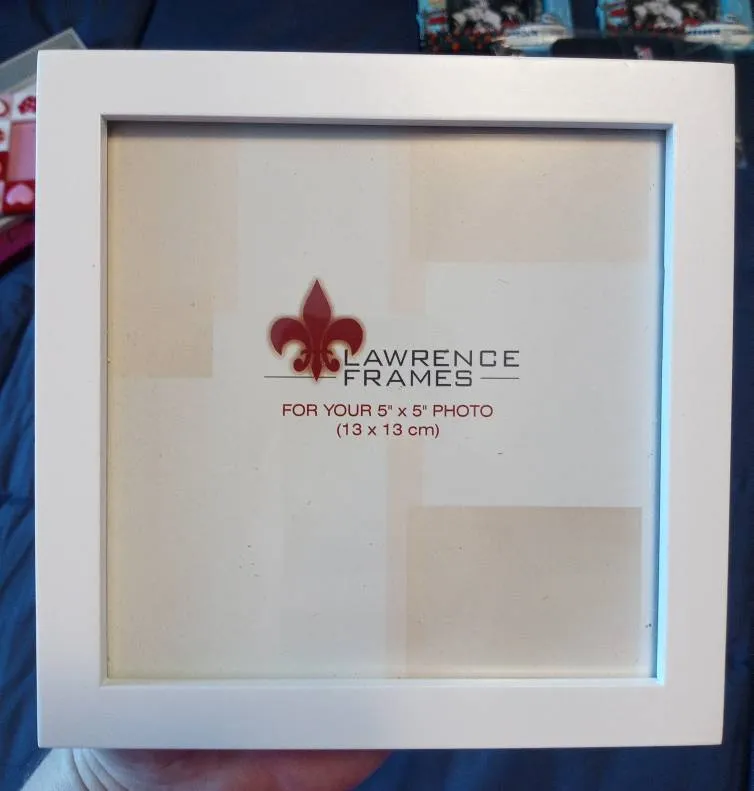 LAWRENCE
FRAMES
FOR YOUR 5" x 5" PHOTO
(13 x 13 cm)